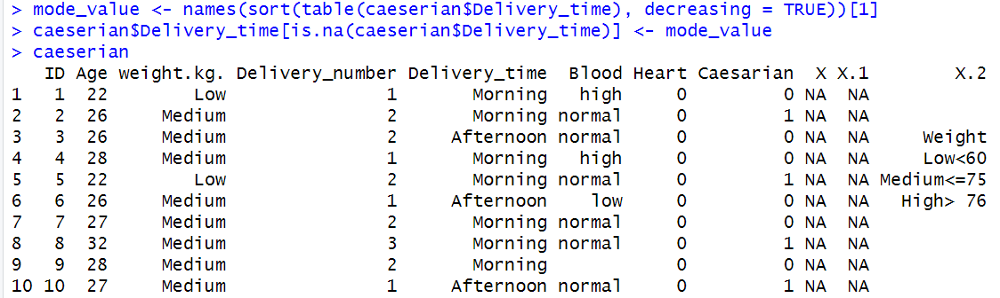 > mode_value <- names(sort(table(caeserian$Delivery_time), decreasing = TRUE))[1]
> caeserian$Delivery_time[is.na(caeserian$Delivery_time)] <- mode_value
> caeserian
   ID Age weight.kg. Delivery_number Delivery_time  Blood Heart Caesarian  X X.1        X.2
1   1  22        Low               1       Morning   high     0         0 NA  NA
2   2  26     Medium               2       Morning normal     0         1 NA  NA
3   3  26     Medium               2     Afternoon normal     0         0 NA  NA     Weight
4   4  28     Medium               1       Morning   high     0         0 NA  NA     Low<60
5   5  22        Low               2       Morning normal     0         1 NA  NA Medium<=75
6   6  26     Medium               1     Afternoon    low     0         0 NA  NA   High> 76
7   7  27     Medium               2       Morning normal     0         0 NA  NA
8   8  32     Medium               3       Morning normal     0         1 NA  NA
9   9  28     Medium               2       Morning            0         0 NA  NA
10 10  27     Medium               1     Afternoon normal     0         1 NA  NA